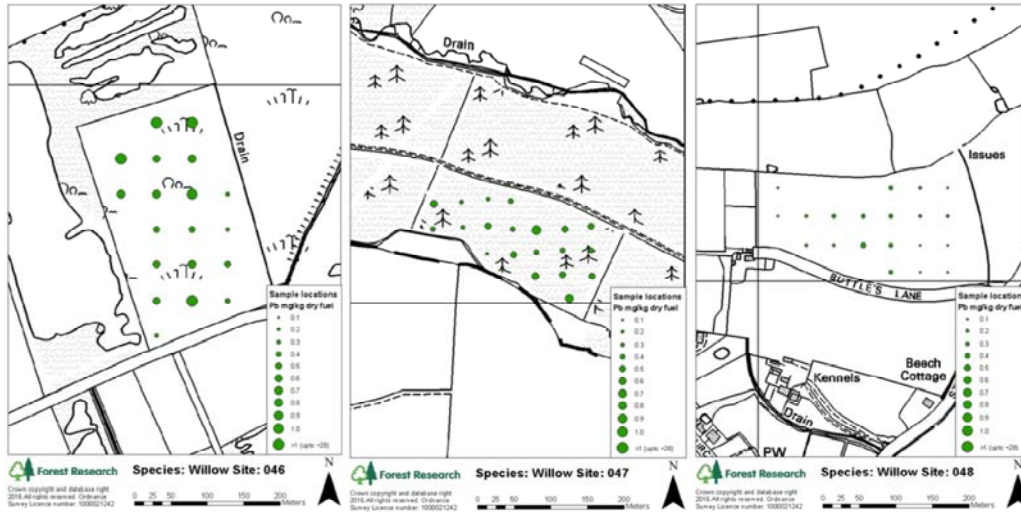 Drain
Sample locations
Pb mg/kg dry fuel
0.1
0.2
0.3
0.4
0.5
0.6
0.7
0.8
0.9
1.0
>1 (upto <28)
Forest Research
Species: Willow Site: 046
N
Crown copyright and database right
2016. All rights reserved. Ordnance
Survey Licence number: 1000021242
0 25 50 100 150 200
Meters
Drain
Sample locations
Pb mg/kg dry fuel
0.1
0.2
0.3
0.4
0.5
0.6
0.7
0.8
0.9
1.0
>1 (upto <28)
Forest Research
Species: Willow Site: 047
N
Crown copyright and database right
2016. All rights reserved. Ordnance
Survey Licence number: 1000021242
0 25 50 100 150 200
Meters
Issues
BUTTLE'S LANE
Beech
Cottage
Kennels
Drain
PW
Sample locations
Pb mg/kg dry fuel
0.1
0.2
0.3
0.4
0.5
0.6
0.7
0.8
0.9
1.0
>1 (upto <28)
Forest Research
Species: Willow Site: 048
N
Crown copyright and database right
2016. All rights reserved. Ordnance
Survey Licence number: 1000021242
0 25 50 100 150 200
Meters